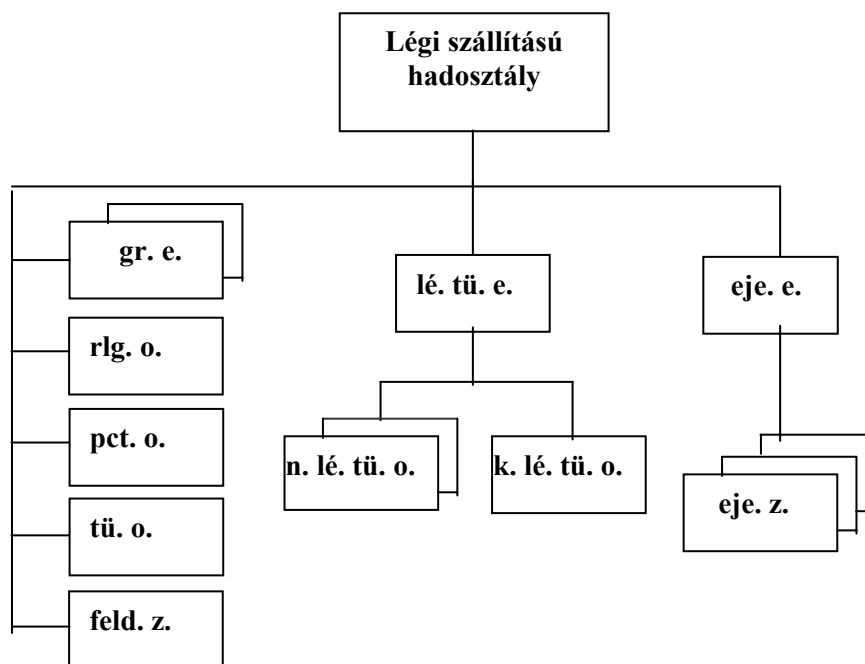 Légi szállítású
hadosztály
gr. e.
lé. tü. e.
eje. e.
rlg. o.
pct. o.
n. lé. tü. o.
k. lé. tü. o.
eje. z.
tü. o.
feld. z.